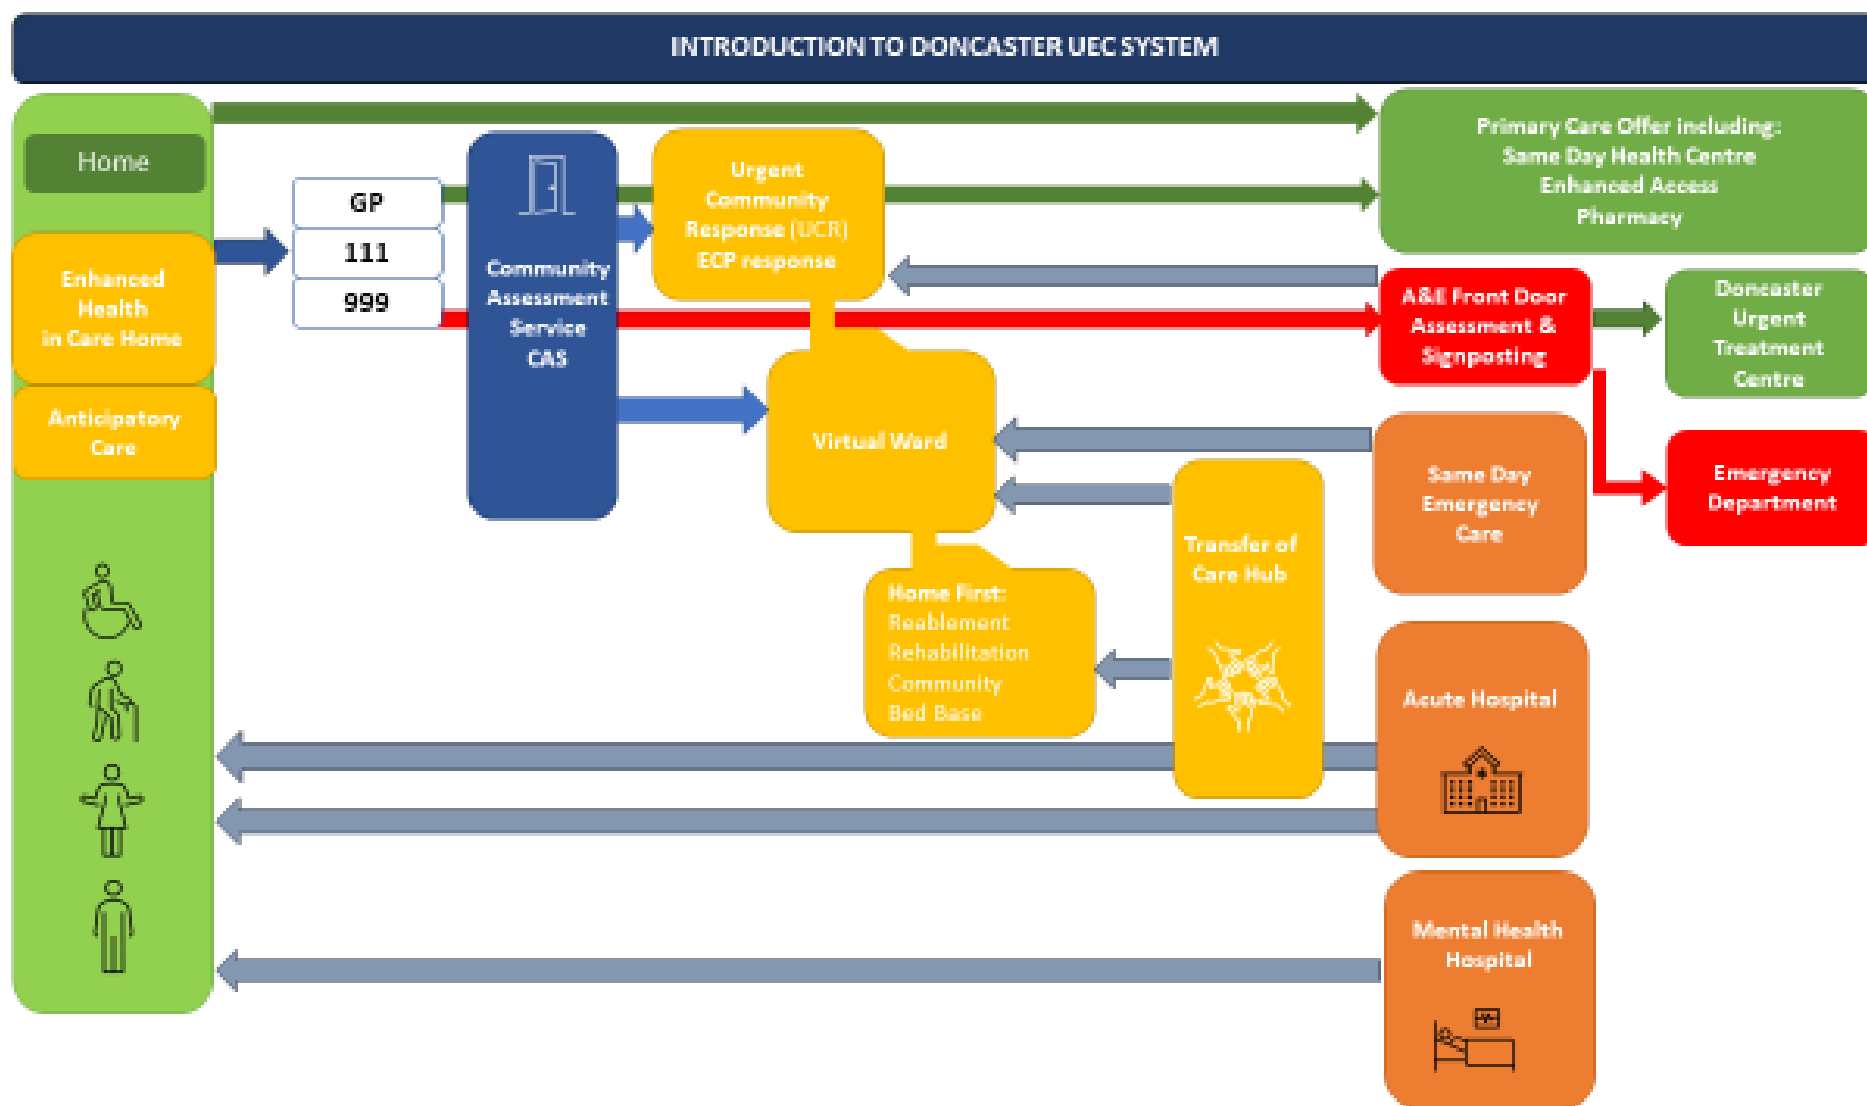 INTRODUCTION TO DONCASTER UEC SYSTEM
Home
Enhanced
Health
in Care Home
Anticipatory
Care
GP
111
999
Community
Assessment
Service
CAS
Urgent
Community
Response (UCR)
ECP response
Virtual Ward
Home First:
Reablement
Rehabilitation
Community
Bed Base
Transfer of
Care Hub
Primary Care Offer including:
Same Day Health Centre
Enhanced Access
Pharmacy
A&E Front Door
Assessment &
Signposting
Doncaster
Urgent
Treatment
Centre
Same Day
Emergency
Care
Emergency
Department
Acute Hospital
Mental Health
Hospital